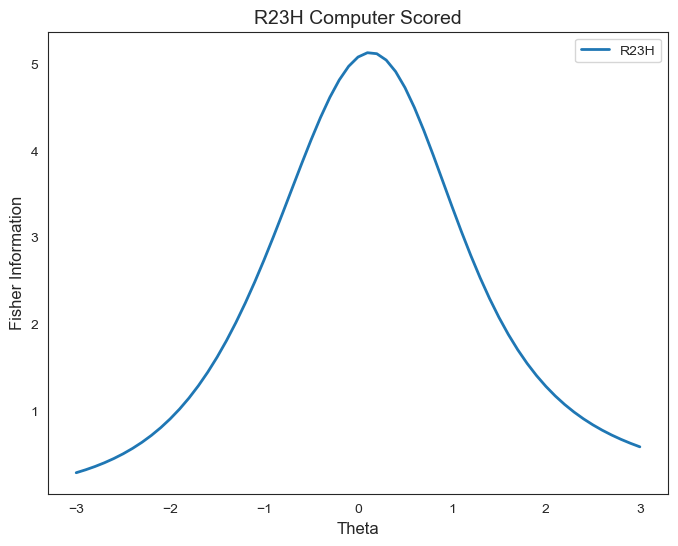 R23H Computer Scored
R23H
Fisher Information
5
4
3
2
1
−3 −2 −1 0 1 2 3
Theta